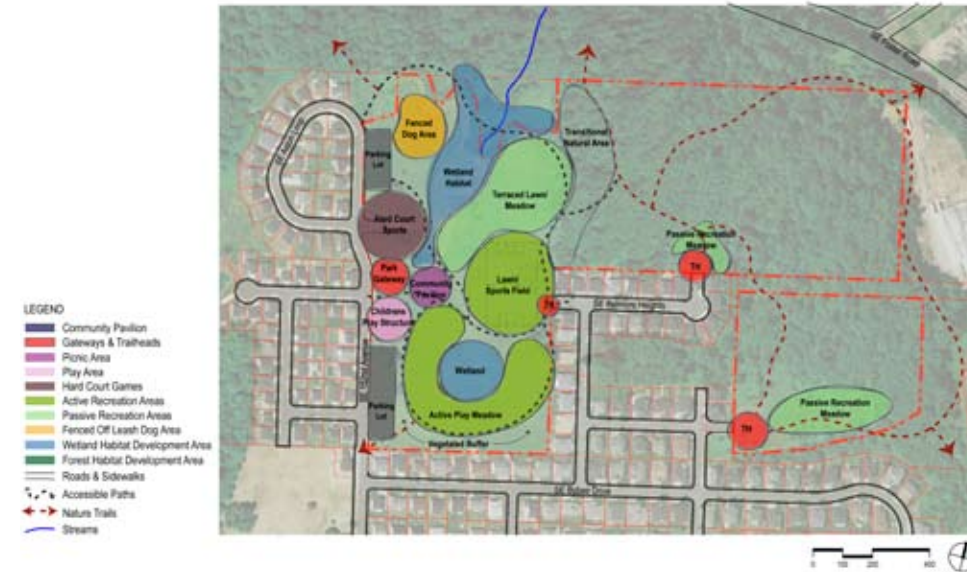 Fenced
Dog Area
Parking
Lot
Wetland
Habitat
Transitional
Natural Area
Terraced Lawn/
Meadow
Hard Court
Sports
Park
Gateway
Community
Pavilion
Lawn/
Sports Field
Childrens
Play Structure
Wetland
Active Play Meadow
Parking
Lot
Vegetated Buffer
Passive Recreation
Meadow
TH
TH
TH
Passive Recreation
Meadow
LEGEND
Community Pavilion
Gateways & Trailheads
Picnic Area
Play Area
Hard Court Games
Active Recreation Areas
Passive Recreation Areas
Fenced Off Leash Dog Area
Wetland Habitat Development Area
Forest Habitat Development Area
Roads & Sidewalks
Accessible Paths
Nature Trails
Streams
0 100 200 400